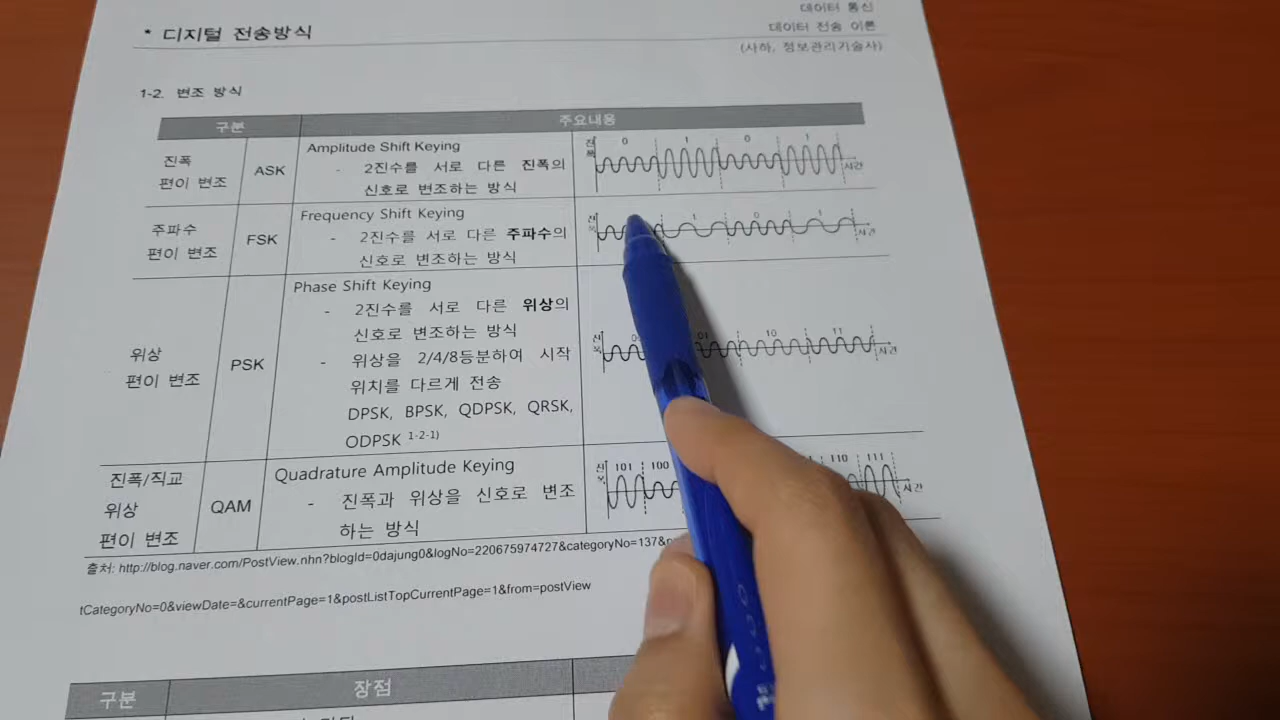 * 디지털 전송방식
데이터 통신
데이터 전송 이론
(사하, 정보관리기술사)
1-2. 변조 방식
구분 주요내용
진폭
편이 변조
ASK
Amplitude Shift Keying
- 2진수를 서로 다른 진폭의
신호로 변조하는 방식
진
폭
0 1 0 1
시간
주파수
편이 변조
FSK
Frequency Shift Keying
- 2진수를 서로 다른 주파수의
신호로 변조하는 방식
진
폭
1 0 1
시간
위상
편이 변조
PSK
Phase Shift Keying
- 2진수를 서로 다른 위상의
신호로 변조하는 방식
- 위상을 2/4/8등분하여 시작
위치를 다르게 전송
DPSK, BPSK, QDPSK, QRSK,
ODPSK 1-2-1)
진
폭
01 10 11
시간
진폭/직교
위상
편이 변조
QAM
Quadrature Amplitude Keying
- 진폭과 위상을 신호로 변조
하는 방식
101 100 110 111
시간
출처: http://blog.naver.com/PostView.nhn?blogId=0dajung0&logNo=220675974727&categoryNo=137&p
tCategoryNo=0&viewDate=&currentPage=1&postListTopCurrentPage=1&from=postView
구분 장점